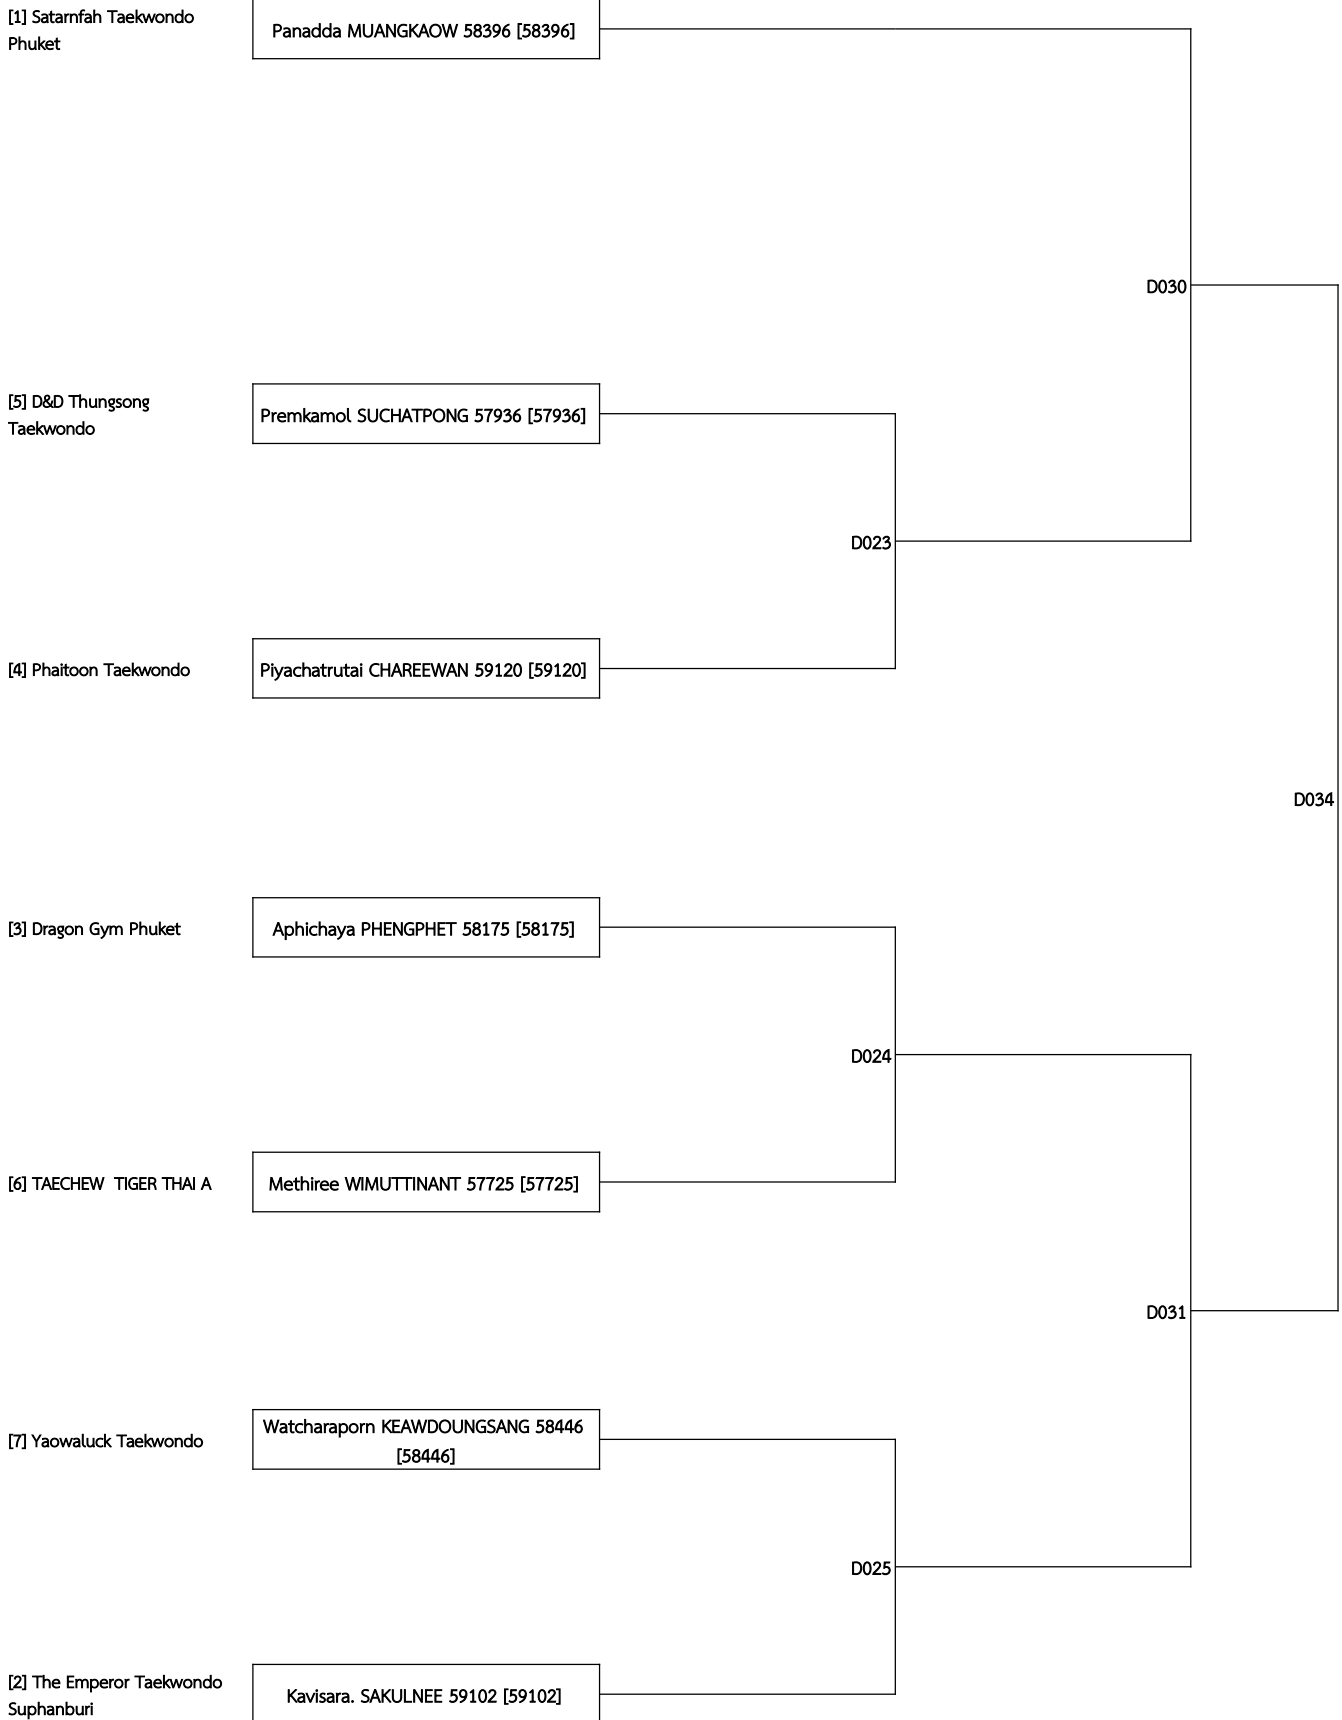 [1] Satarnfah Taekwondo
Phuket
Panadda MUANGKAOW 58396 [58396]
D030
[5] D&D Thungsong
Taekwondo
Premkamol SUCHATPONG 57936 [57936]
D023
[4] Phaitoon Taekwondo
Piyachatrutai CHAREEWAN 59120 [59120]
D034
[3] Dragon Gym Phuket
Aphichaya PHENGPHET 58175 [58175]
D024
[6] TAECHEW  TIGER THAI A
Methiree WIMUTTINANT 57725 [57725]
D031
[7] Yaowaluck Taekwondo
Watcharaporn KEAWDOUNGSANG 58446
[58446]
D025
[2] The Emperor Taekwondo
Suphanburi
Kavisara. SAKULNEE 59102 [59102]